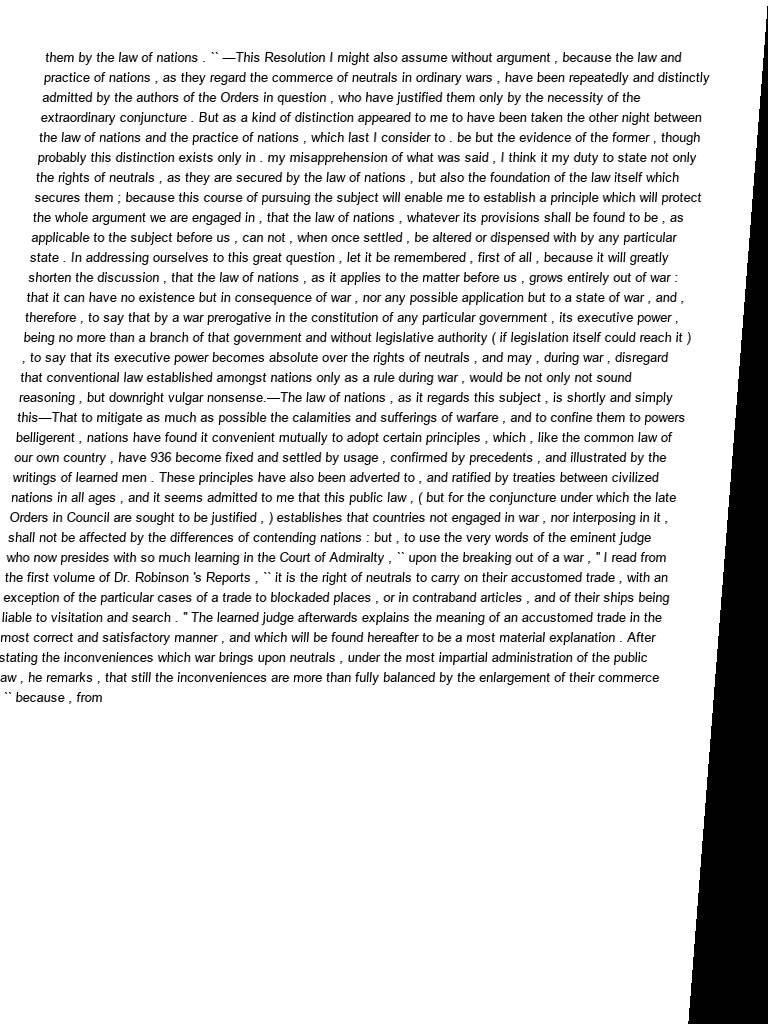 them by the law of nations . `` —This Resolution I might also assume without argument , because the law and
practice of nations , as they regard the commerce of neutrals in ordinary wars , have been repeatedly and distinctly
admitted by the authors of the Orders in question , who have justified them only by the necessity of the
extraordinary conjuncture . But as a kind of distinction appeared to me to have been taken the other night between
the law of nations and the practice of nations , which last I consider to . be but the evidence of the former , though
probably this distinction exists only in . my misapprehension of what was said , I think it my duty to state not only
the rights of neutrals , as they are secured by the law of nations , but also the foundation of the law itself which
secures them ; because this course of pursuing the subject will enable me to establish a principle which will protect
the whole argument we are engaged in , that the law of nations , whatever its provisions shall be found to be , as
applicable to the subject before us , can not , when once settled , be altered or dispensed with by any particular
state . In addressing ourselves to this great question , let it be remembered , first of all , because it will greatly
shorten the discussion , that the law of nations , as it applies to the matter before us , grows entirely out of war :
that it can have no existence but in consequence of war , nor any possible application but to a state of war , and ,
therefore , to say that by a war prerogative in the constitution of any particular government , its executive power ,
being no more than a branch of that government and without legislative authority ( if legislation itself could reach it )
, to say that its executive power becomes absolute over the rights of neutrals , and may , during war , disregard
that conventional law established amongst nations only as a rule during war , would be not only not sound
reasoning , but downright vulgar nonsense.—The law of nations , as it regards this subject , is shortly and simply
this—That to mitigate as much as possible the calamities and sufferings of warfare , and to confine them to powers
belligerent , nations have found it convenient mutually to adopt certain principles , which , like the common law of
our own country , have 936 become fixed and settled by usage , confirmed by precedents , and illustrated by the
writings of learned men . These principles have also been adverted to , and ratified by treaties between civilized
nations in all ages , and it seems admitted to me that this public law , ( but for the conjuncture under which the late
Orders in Council are sought to be justified , ) establishes that countries not engaged in war , nor interposing in it ,
shall not be affected by the differences of contending nations : but , to use the very words of the eminent judge
who now presides with so much learning in the Court of Admiralty , `` upon the breaking out of a war , " I read from
the first volume of Dr. Robinson 's Reports , `` it is the right of neutrals to carry on their accustomed trade , with an
exception of the particular cases of a trade to blockaded places , or in contraband articles , and of their ships being
liable to visitation and search . " The learned judge afterwards explains the meaning of an accustomed trade in the
most correct and satisfactory manner , and which will be found hereafter to be a most material explanation . After
stating the inconveniences which war brings upon neutrals , under the most impartial administration of the public
aw , he remarks , that still the inconveniences are more than fully balanced by the enlargement of their commerce
`` because , from